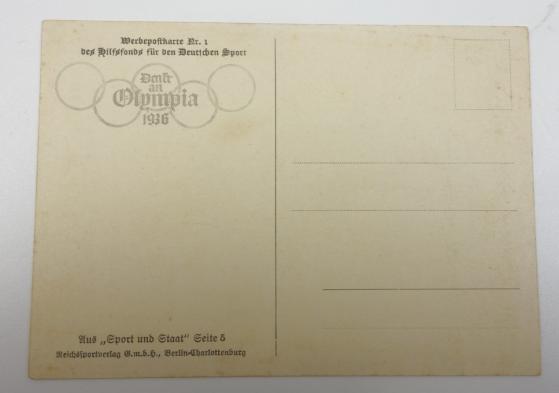 Werbepostkarte Nr. 1
des Hilfsfonds für den Deutschen Sport
Denkt
an
Olympia
1936
Aus „Sport und Staat“ Seite 5
Reichssportverlag G.m.b.H., Berlin-Charlottenburg